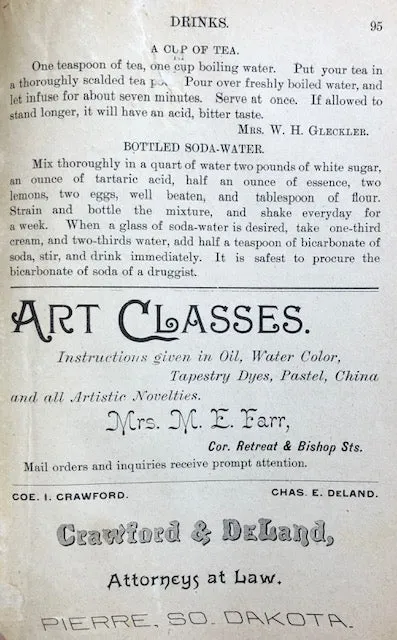 DRINKS. 95
A CUP OF TEA.
One teaspoon of tea, one cup boiling water. Put your tea in
a thoroughly scalded tea Pour over freshly boiled water, and
let infuse for about seven minutes. Serve at once. If allowed to
stand longer, it will have an acid, bitter taste.
MRS. W. H. GLECKLER.
BOTTLED SODA-WATER.
Mix thoroughly in a quart of water two pounds of white sugar,
an ounce of tartaric acid, half an ounce of essence, two
lemons, two eggs, well beaten, and tablespoon of flour.
Strain and bottle the mixture, and shake everyday for
a week. When a glass of soda-water is desired, take one-third
cream, and two-thirds water, add half a teaspoon of bicarbonate of
soda, stir, and drink immediately. It is safest to procure the
bicarbonate of soda of a druggist.
ART CLASSES.
Instructions given in Oil, Water Color,
Tapestry Dyes, Pastel, China
and all Artistic Novelties.
Mrs. M. E. Farr,
Cor. Retreat & Bishop Sts.
Mail orders and inquiries receive prompt attention.
COE. I. CRAWFORD. CHAS. E. DELAND.
Crawford & DeLand,
Attorneys at Law.
PIERRE, SO. DAKOTA.